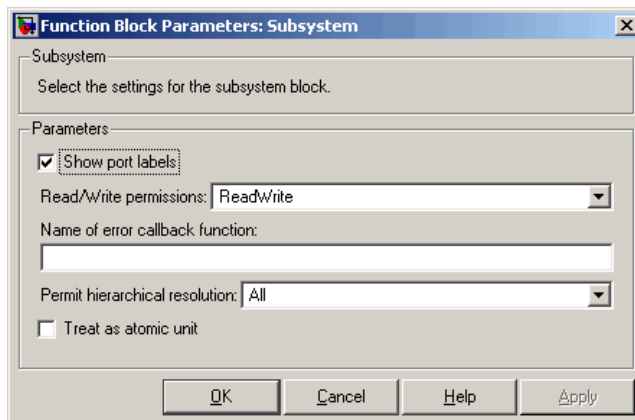 Function Block Parameters: Subsystem
Subsystem
Select the settings for the subsystem block.
Parameters
Show port labels
Read/Write permissions: ReadWrite
Name of error callback function:
Permit hierarchical resolution: All
Treat as atomic unit
OK Cancel Help Apply